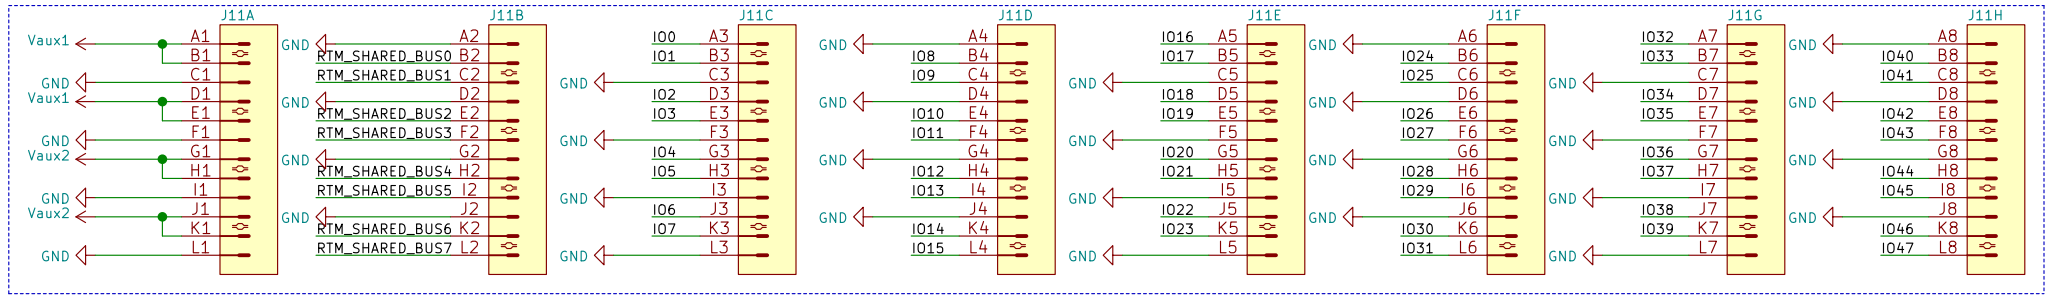 J11A J11B J11C J11D J11E J11F J11G J11H
Vaux1 A1 GND A2 IO0 A3 GND A4 IO16 A5 GND A6 IO32 A7 GND A8
B1 RTM_SHARED_BUS0 B2 IO1 B3 IO8 B4 IO17 B5 IO24 B6 IO33 B7 IO40 B8
GND C1 RTM_SHARED_BUS1 C2 GND C3 IO9 C4 GND C5 IO25 C6 GND C7 IO41 C8
Vaux1 D1 GND D2 IO2 D3 GND D4 IO18 D5 GND D6 IO34 D7 GND D8
E1 RTM_SHARED_BUS2 E2 IO3 E3 IO10 E4 IO19 E5 IO26 E6 IO35 E7 IO42 E8
GND F1 RTM_SHARED_BUS3 F2 GND F3 IO11 F4 GND F5 IO27 F6 GND F7 IO43 F8
Vaux2 G1 GND G2 IO4 G3 GND G4 IO20 G5 GND G6 IO36 G7 GND G8
H1 RTM_SHARED_BUS4 H2 IO5 H3 IO12 H4 IO21 H5 IO28 H6 IO37 H7 IO44 H8
GND I1 RTM_SHARED_BUS5 I2 GND I3 IO13 I4 GND I5 IO29 I6 GND I7 IO45 I8
Vaux2 J1 GND J2 IO6 J3 GND J4 IO22 J5 GND J6 IO38 J7 GND J8
K1 RTM_SHARED_BUS6 K2 IO7 K3 IO14 K4 IO23 K5 IO30 K6 IO39 K7 IO46 K8
GND L1 RTM_SHARED_BUS7 L2 GND L3 IO15 L4 GND L5 IO31 L6 GND L7 IO47 L8